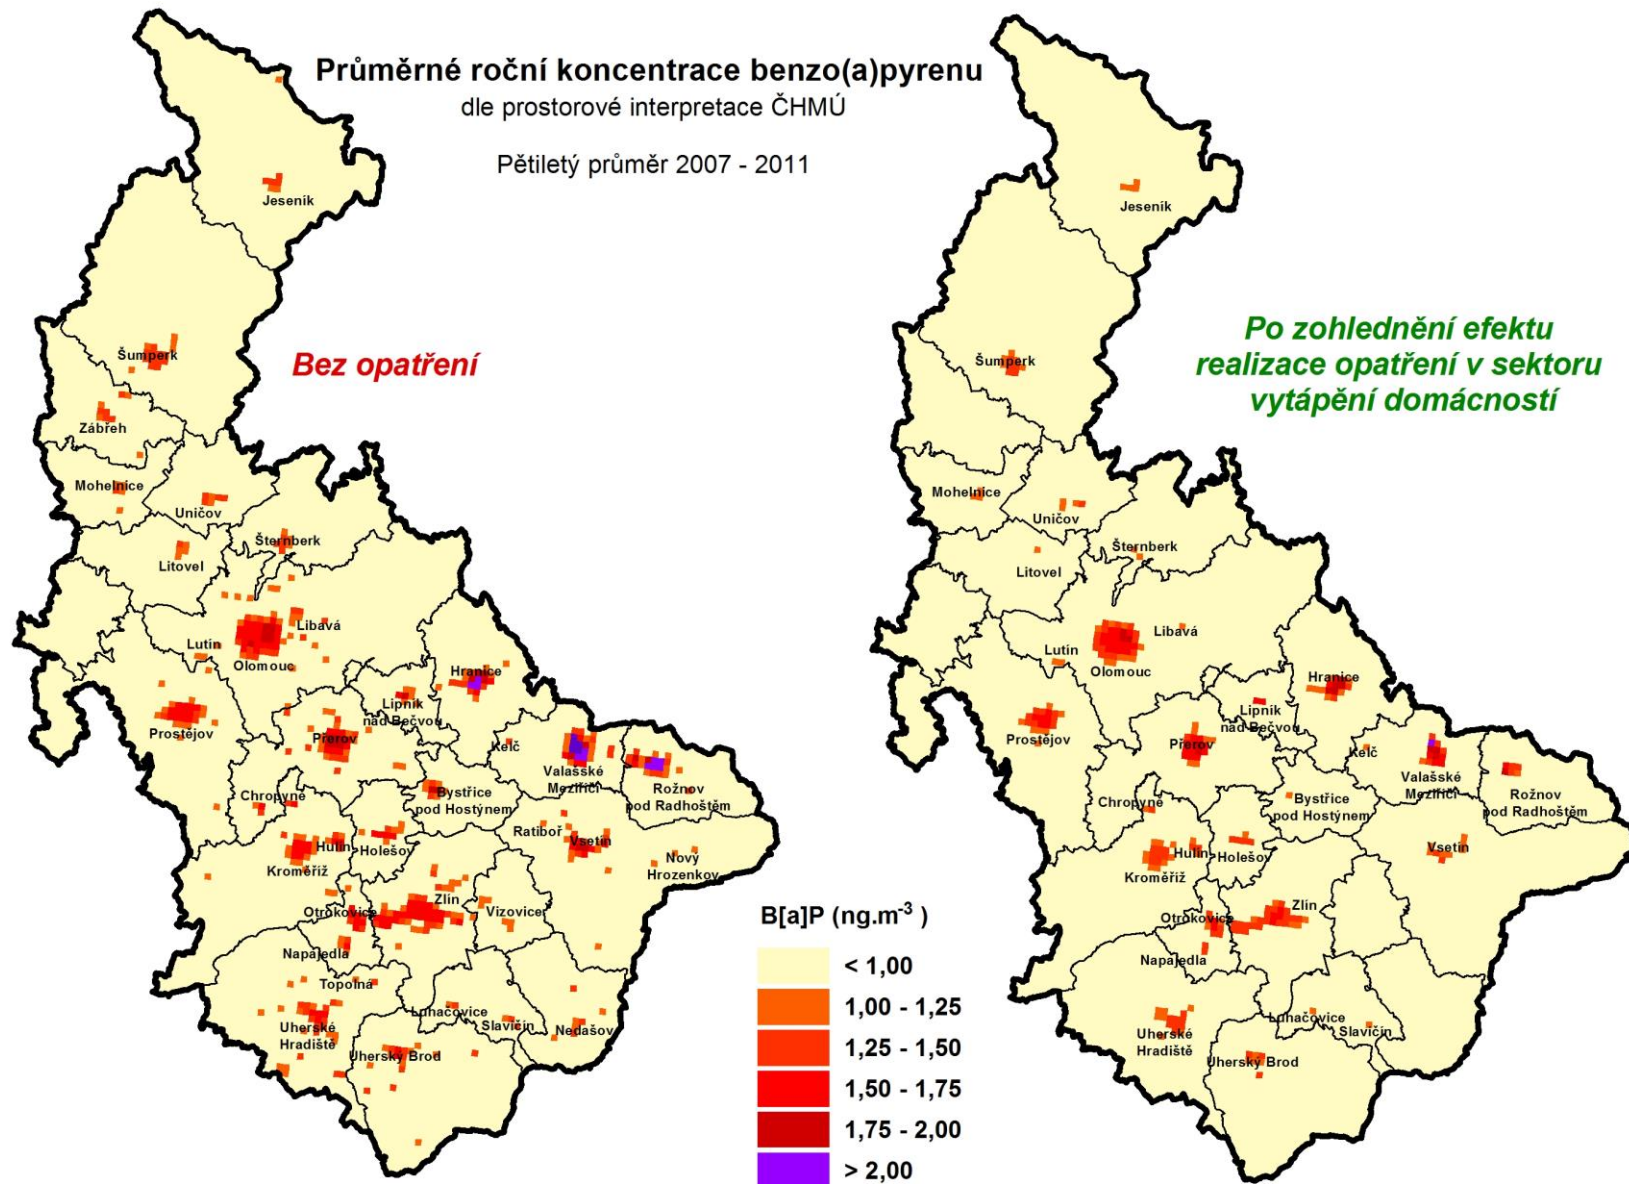 Průměrné roční koncentrace benzo(a)pyrenu
dle prostorové interpretace ČHMÚ
Pětiletý průměr 2007 - 2011
Bez opatření
Jeseník
Šumperk
Zábřeh
Mohelnice
Uničov
Šternberk
Litovel
Libavá
Lutín
Olomouc
Hranice
Lipník
nad Bečvou
Prostějov
Přerov
Kelč
Valašské
Meziříčí
Rožnov
pod Radhoštěm
Chropyně
Bystřice
pod Hostýnem
Ratiboř
Vsetín
Hulín
Holešov
Kroměříž
Nový
Hrozenkov
Zlín
Otrokovice
Vizovice
Napajedla
Topolná
Luhačovice
Slavičín
Nedašov
Uherské
Hradiště
Uherský Brod
Po zohlednění efektu
realizace opatření v sektoru
vytápění domácností
Jeseník
Šumperk
Mohelnice
Uničov
Šternberk
Litovel
Libavá
Lutín
Olomouc
Hranice
Lipník
nad Bečvou
Prostějov
Přerov
Kelč
Valašské
Meziříčí
Rožnov
pod Radhoštěm
Chropyně
Bystřice
pod Hostýnem
Vsetín
Hulín
Holešov
Kroměříž
Zlín
Otrokovice
Napajedla
Luhačovice
Slavičín
Uherské
Hradiště
Uherský Brod
B[a]P (ng.m⁻³ )
< 1,00
1,00 - 1,25
1,25 - 1,50
1,50 - 1,75
1,75 - 2,00
> 2,00